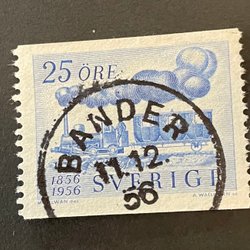 25 ÖRE
BANDER
11.12.
56
1856
1956
SVERIGE